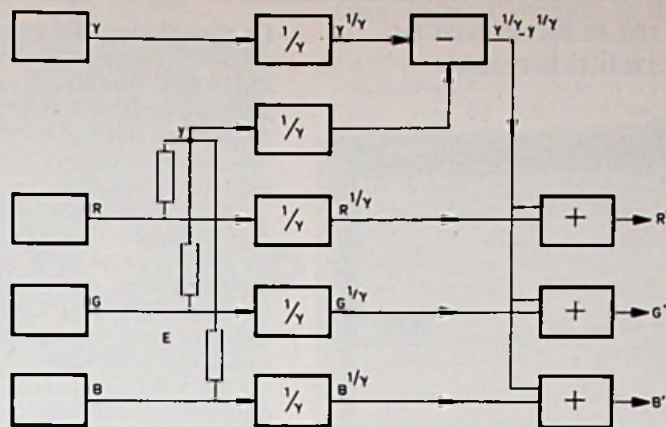 Y 1/γ Y^1/γ − Y^1/γ-y^1/γ
y 1/γ
R 1/γ R^1/γ + R'
G 1/γ G^1/γ + G'
E
B 1/γ B^1/γ + B'